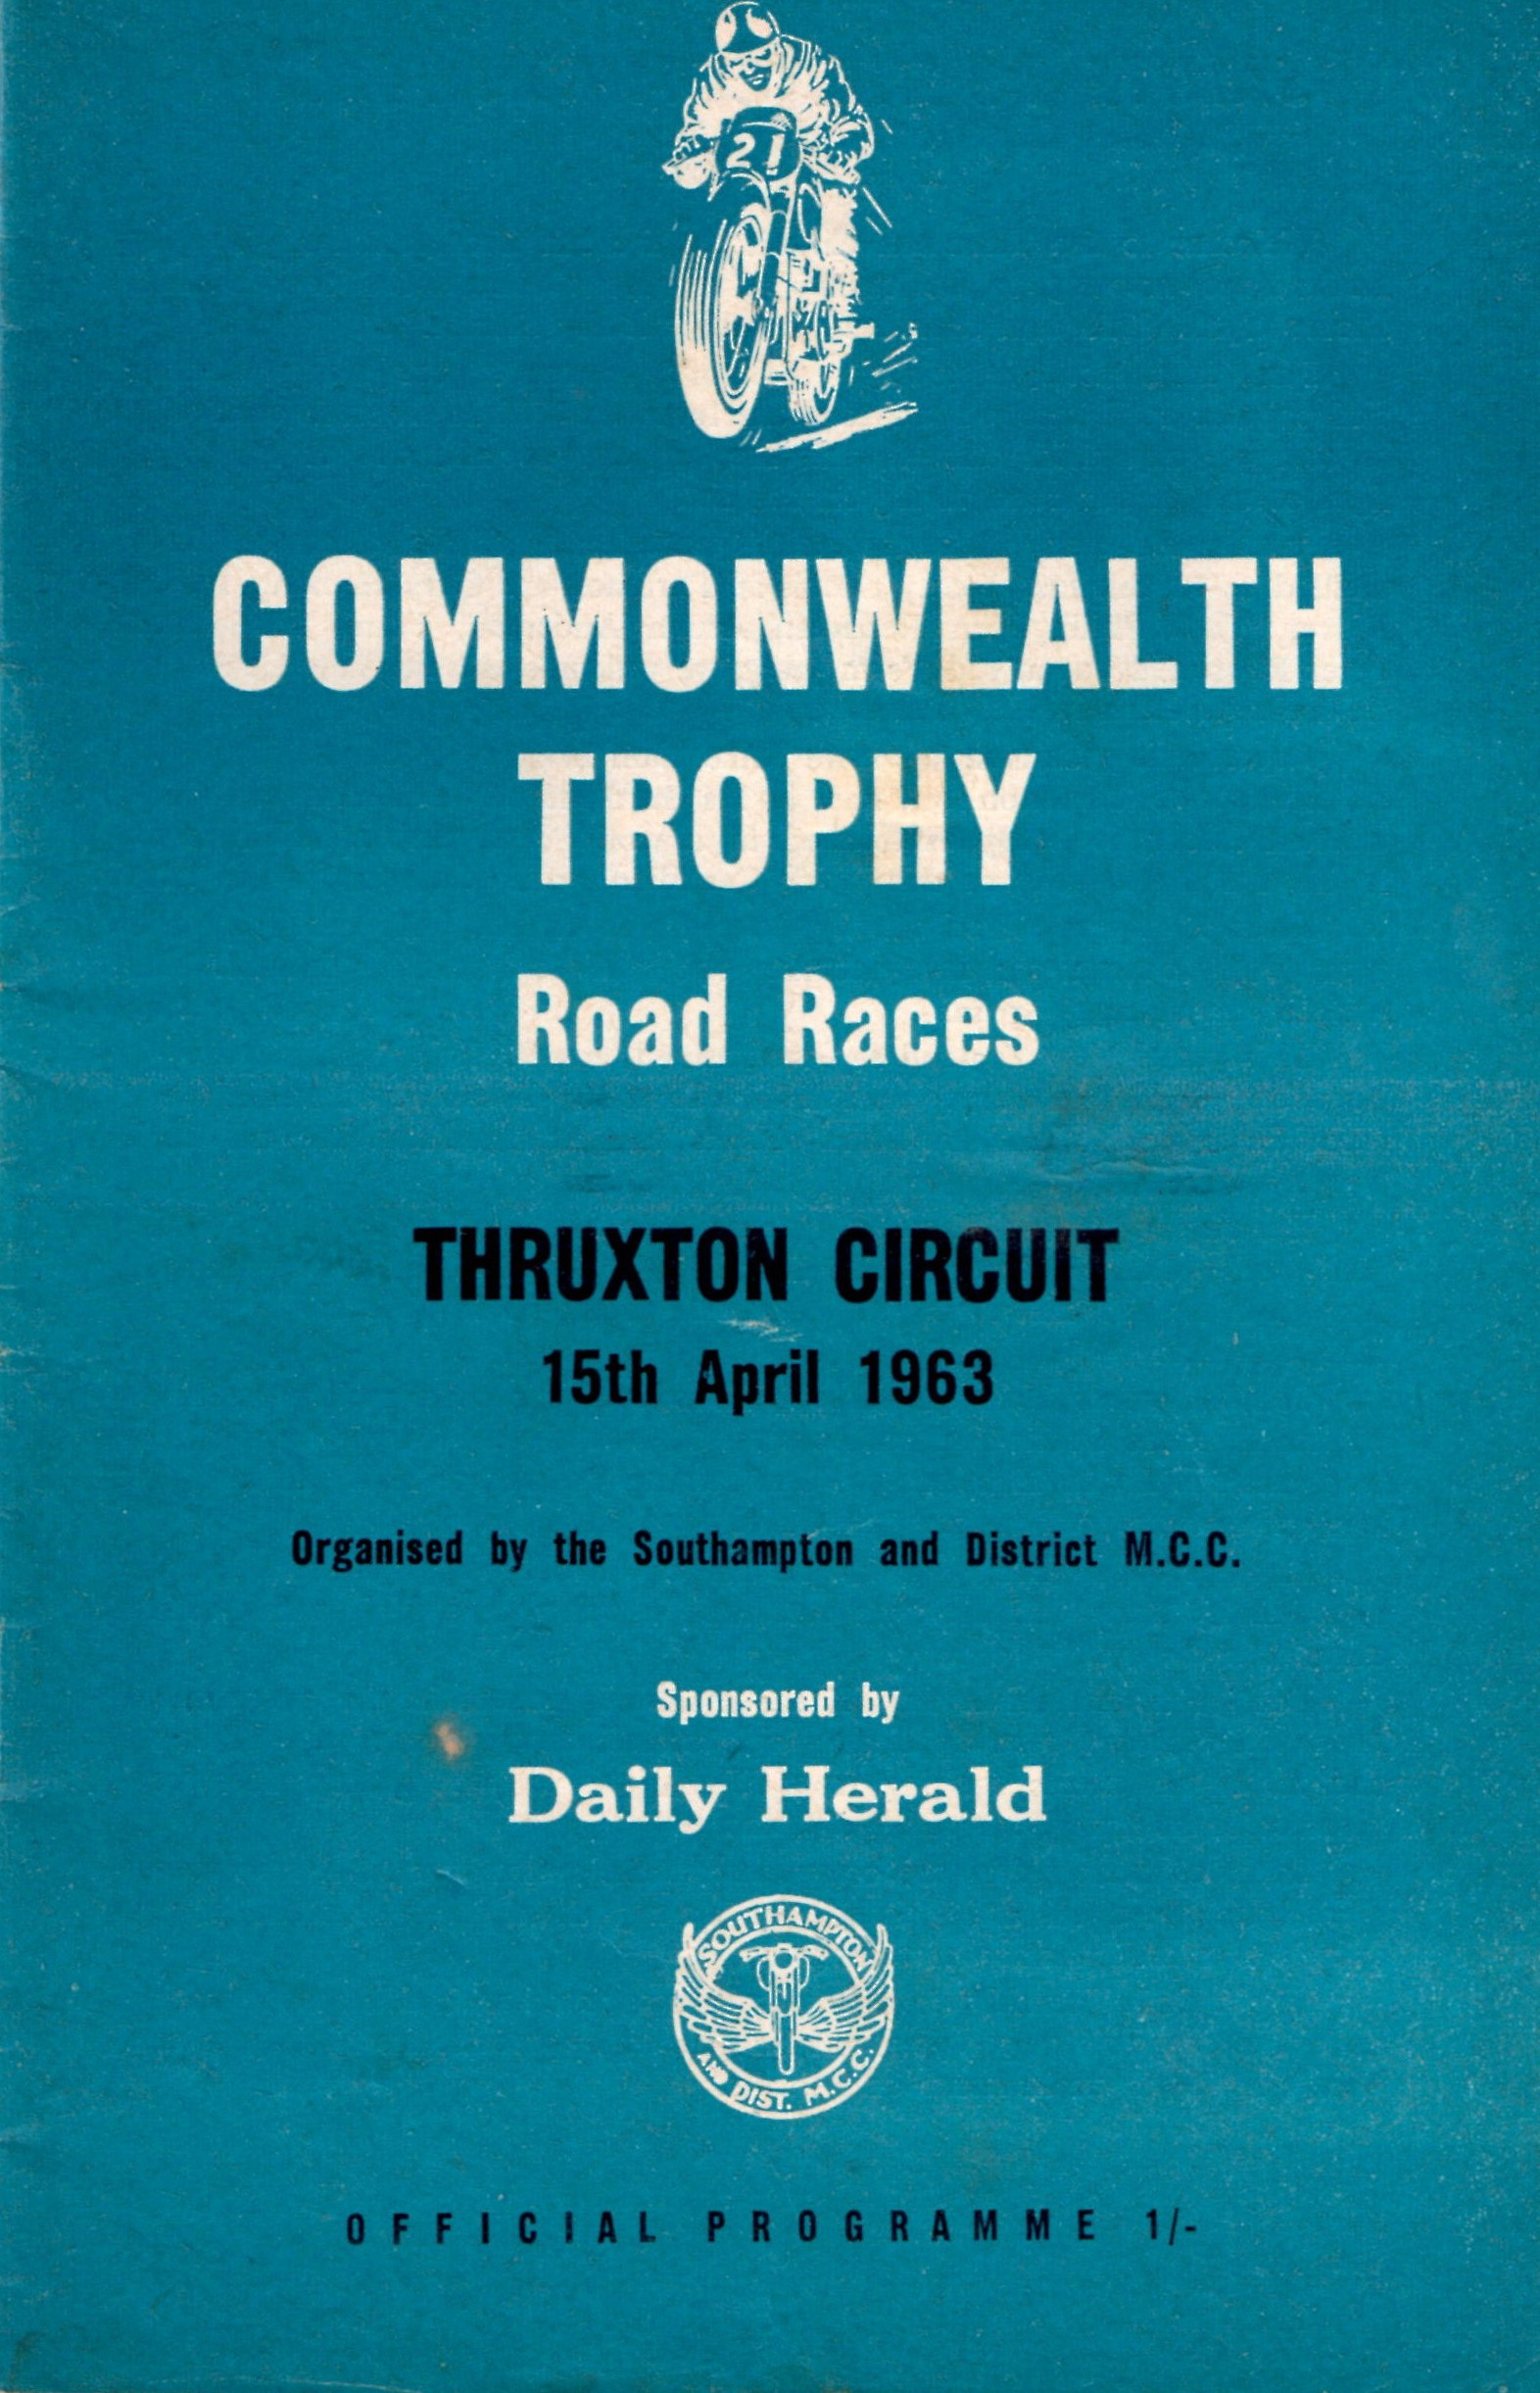 21
COMMONWEALTH
TROPHY
Road Races
THRUXTON CIRCUIT
15th April 1963
Organised by the Southampton and District M.C.C.
Sponsored by
Daily Herald
SOUTHAMPTON
AND DIST. M.C.C.
OFFICIAL PROGRAMME 1/-